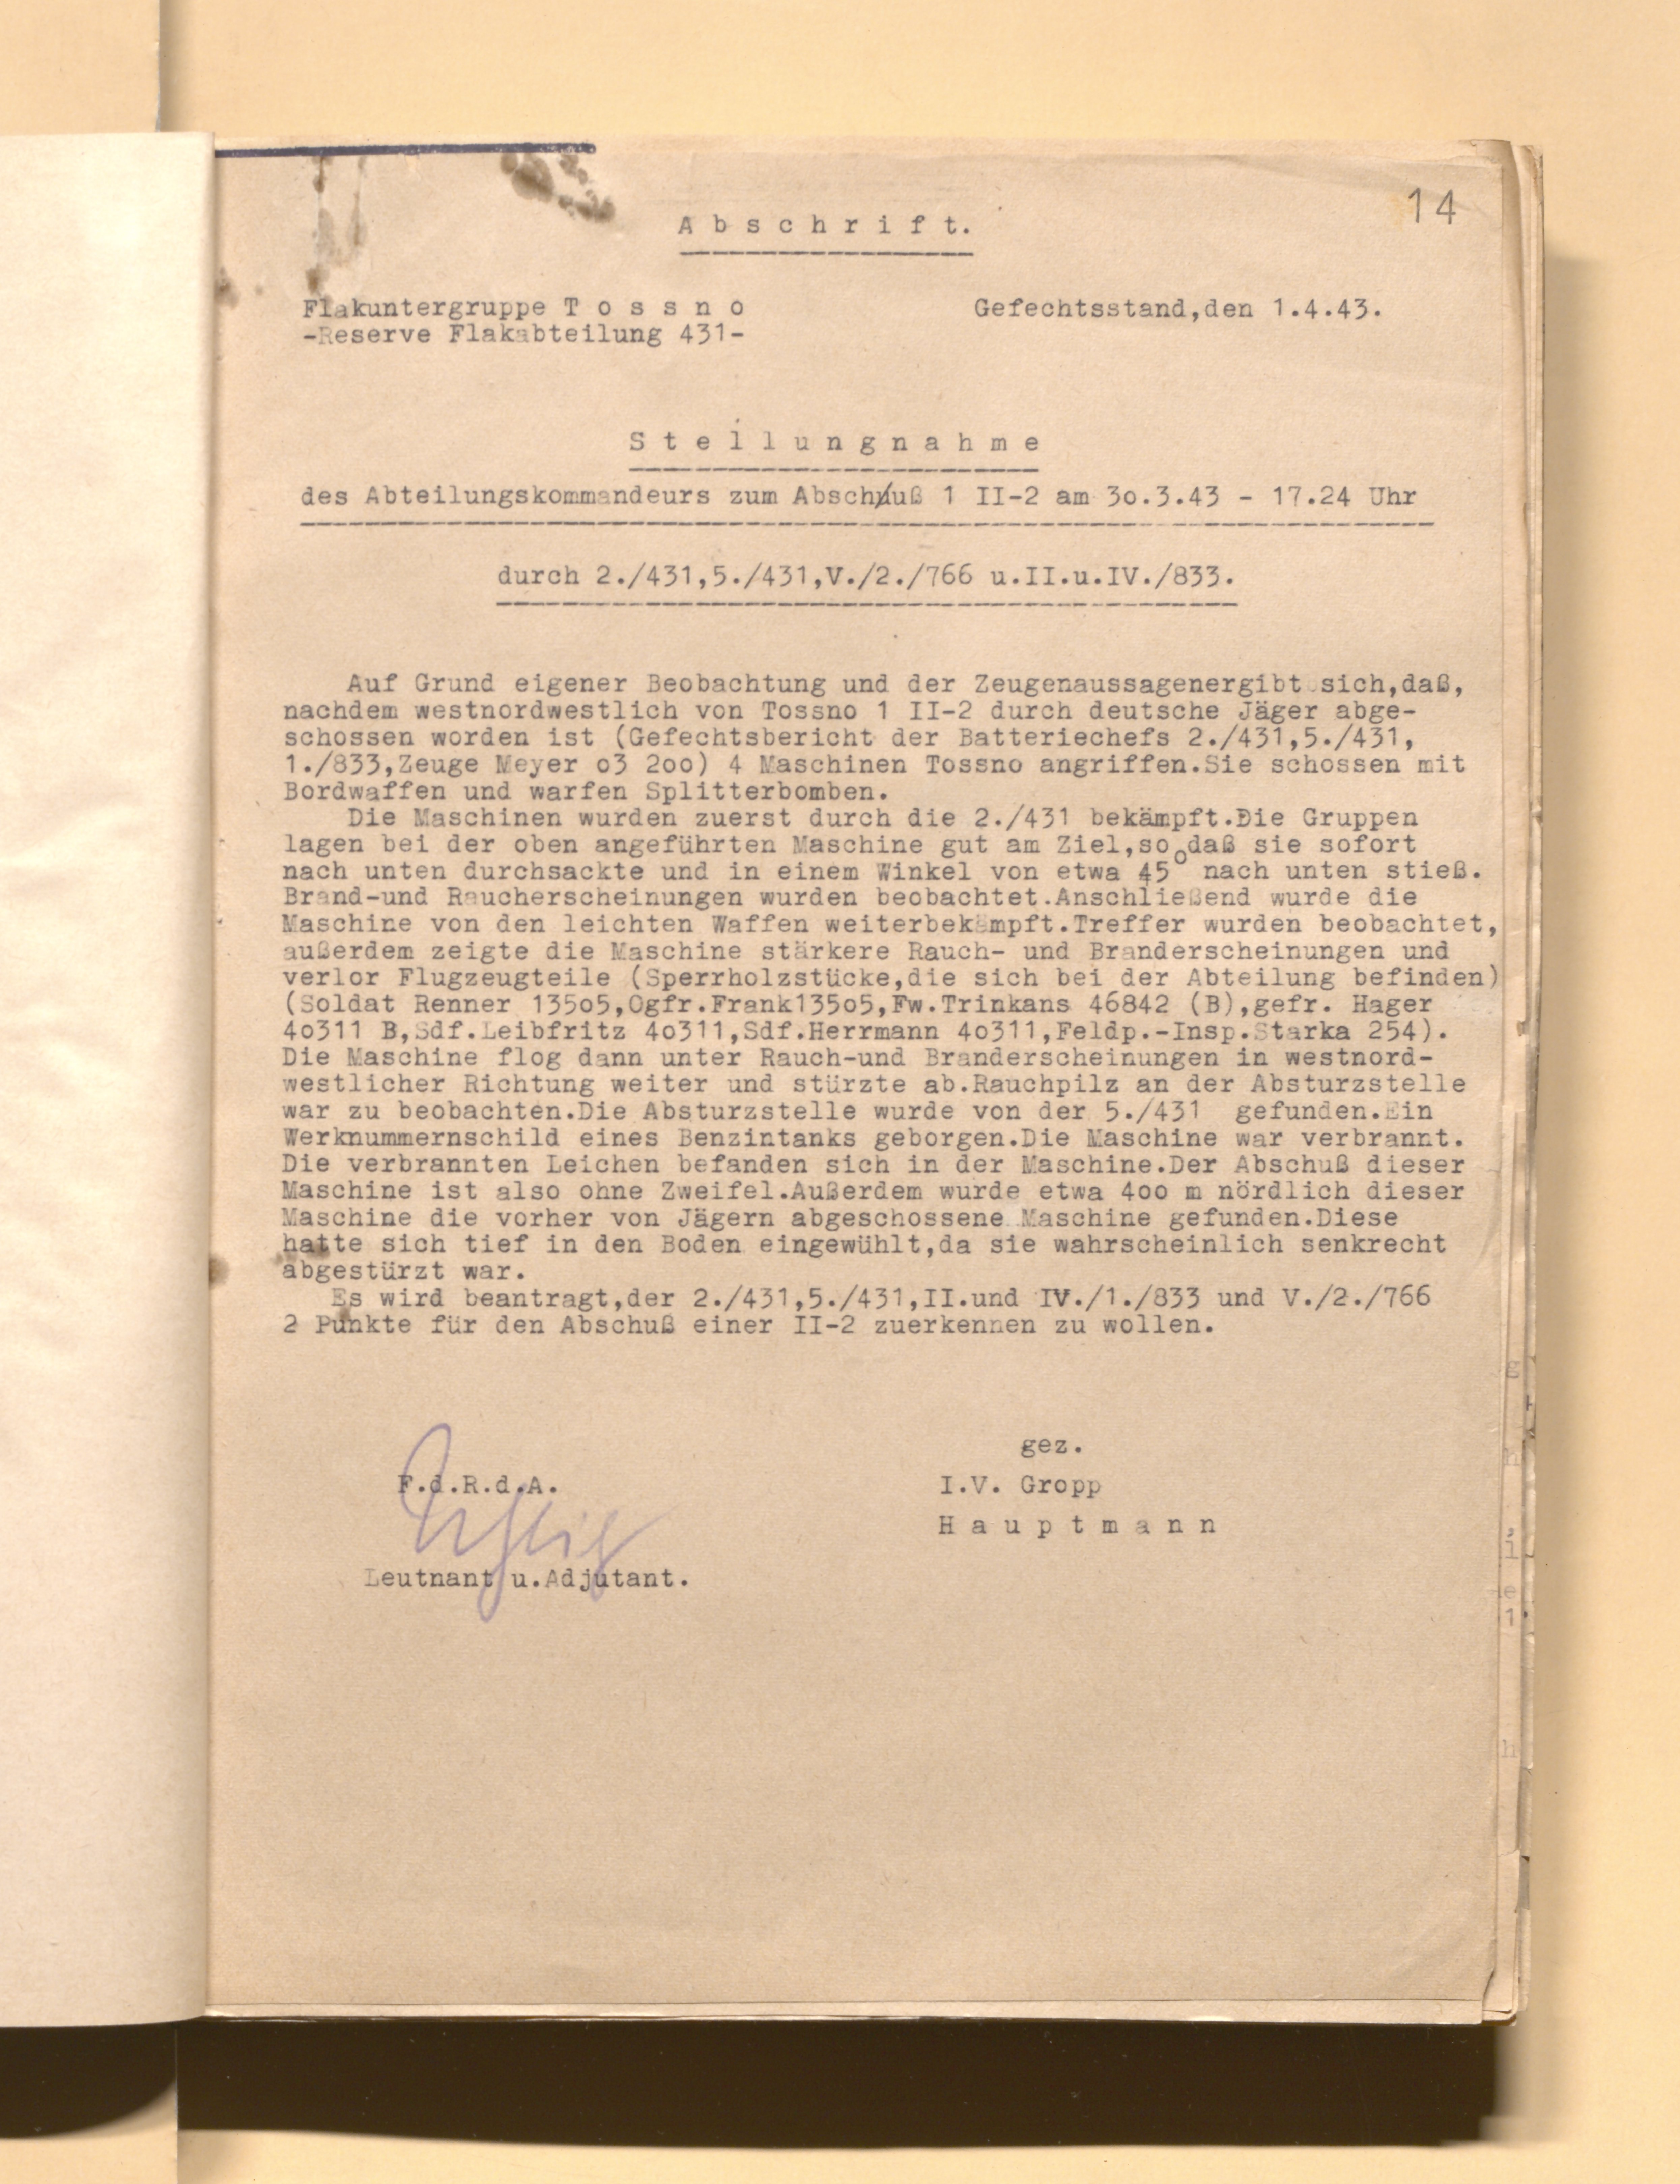 14
Abschrift.
Flakuntergruppe Tossno
Gefechtsstand,den 1.4.43.
-Reserve Flakabteilung 431-
Stellungnahme
des Abteilungskommandeurs zum Abschuß 1 II-2 am 3o.3.43 - 17.24 Uhr
durch 2./431,5./431,V./2./766 u.II.u.IV./833.
Auf Grund eigener Beobachtung und der Zeugenaussagenergibt sich,daß,
nachdem westnordwestlich von Tossno 1 II-2 durch deutsche Jäger abge-
schossen worden ist (Gefechtsbericht der Batteriechefs 2./431,5./431,
1./833,Zeuge Meyer o3 2oo) 4 Maschinen Tossno angriffen.Sie schossen mit
Bordwaffen und warfen Splitterbomben.
Die Maschinen wurden zuerst durch die 2./431 bekämpft.Die Gruppen
lagen bei der oben angeführten Maschine gut am Ziel,so daß sie sofort
nach unten durchsackte und in einem Winkel von etwa 45° nach unten stieß.
Brand-und Raucherscheinungen wurden beobachtet.Anschließend wurde die
Maschine von den leichten Waffen weiterbekämpft.Treffer wurden beobachtet,
außerdem zeigte die Maschine stärkere Rauch- und Branderscheinungen und
verlor Flugzeugteile (Sperrholzstücke,die sich bei der Abteilung befinden)
(Soldat Renner 135o5,Ogfr.Frank135o5,Fw.Trinkans 46842 (B),gefr. Hager
4o311 B,Sdf.Leibfritz 4o311,Sdf.Herrmann 4o311,Feldp.-Insp.Starka 254).
Die Maschine flog dann unter Rauch-und Branderscheinungen in westnord-
westlicher Richtung weiter und stürzte ab.Rauchpilz an der Absturzstelle
war zu beobachten.Die Absturzstelle wurde von der 5./431 gefunden.Ein
Werknummernschild eines Benzintanks geborgen.Die Maschine war verbrannt.
Die verbrannten Leichen befanden sich in der Maschine.Der Abschuß dieser
Maschine ist also ohne Zweifel.Außerdem wurde etwa 4oo m nördlich dieser
Maschine die vorher von Jägern abgeschossene Maschine gefunden.Diese
hatte sich tief in den Boden eingewühlt,da sie wahrscheinlich senkrecht
abgestürzt war.
Es wird beantragt,der 2./431,5./431,II.und IV./1./833 und V./2./766
2 Punkte für den Abschuß einer II-2 zuerkennen zu wollen.
gez.
F.d.R.d.A.
I.V. Gropp
Hauptmann
Leutnant u.Adjutant.